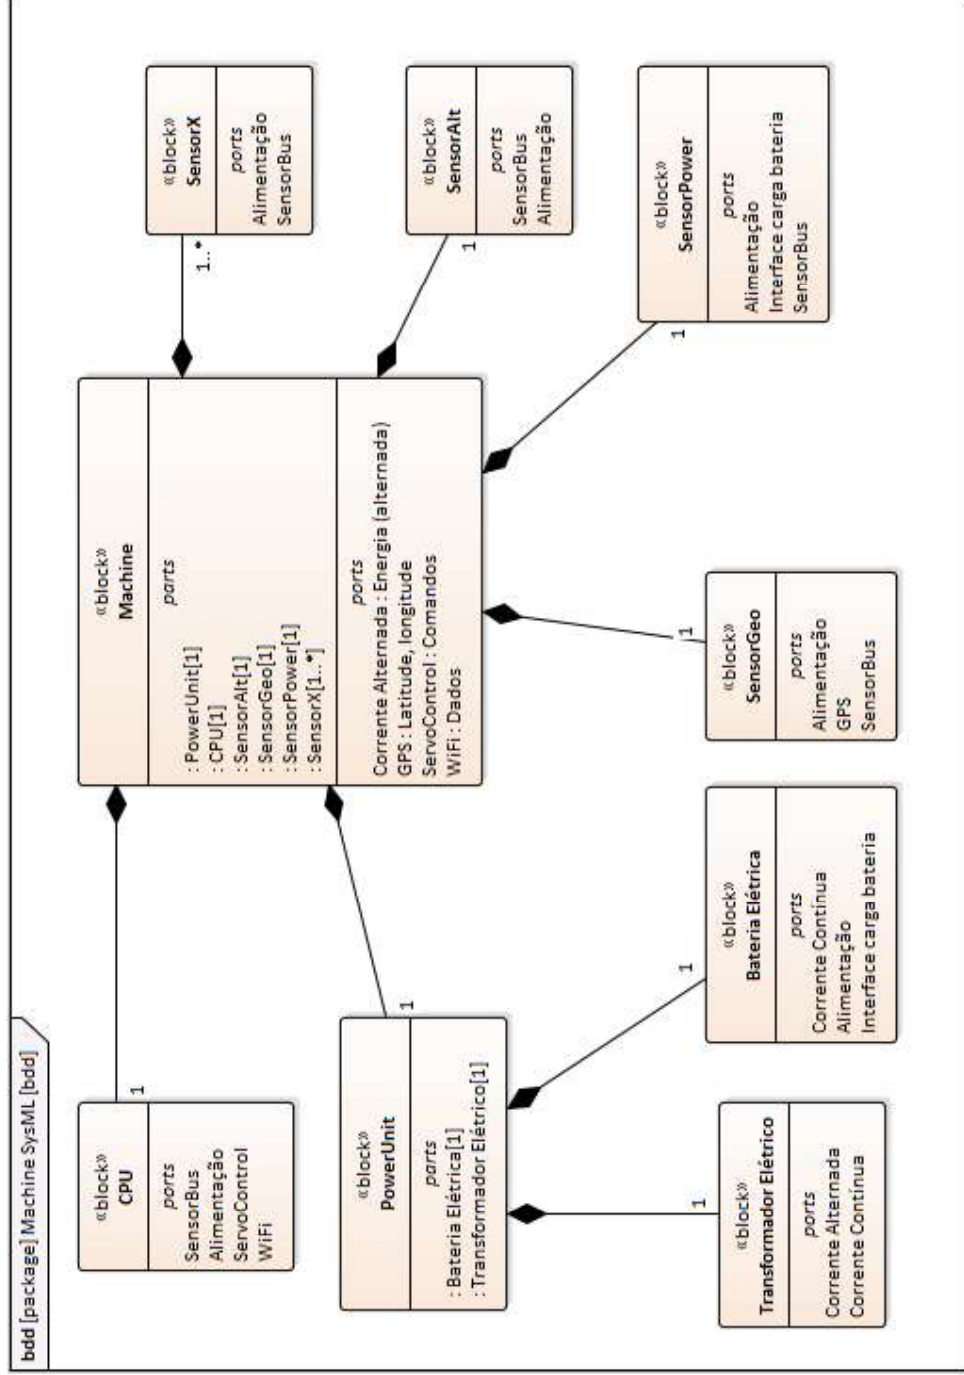 bdd [package] Machine SysML [bdd]
«block»
CPU
ports
SensorBus
Alimentação
ServoControl
WiFi
1
«block»
Machine
parts
: PowerUnit[1]
: CPU[1]
: SensorAlt[1]
: SensorGeo[1]
: SensorPower[1]
: SensorX[1..*]
ports
Corrente Alternada : Energia (alternada)
GPS : Latitude, longitude
ServoControl : Comandos
WiFi : Dados
«block»
SensorX
ports
Alimentação
SensorBus
1..*
«block»
SensorAlt
ports
SensorBus
Alimentação
1
«block»
SensorPower
ports
Alimentação
Interface carga bateria
SensorBus
1
«block»
PowerUnit
parts
: Bateria Elétrica[1]
: Transformador Elétrico[1]
1
«block»
Transformador Elétrico
ports
Corrente Alternada
Corrente Contínua
1
«block»
Bateria Elétrica
ports
Corrente Contínua
Alimentação
Interface carga bateria
1
«block»
SensorGeo
ports
Alimentação
GPS
SensorBus
1